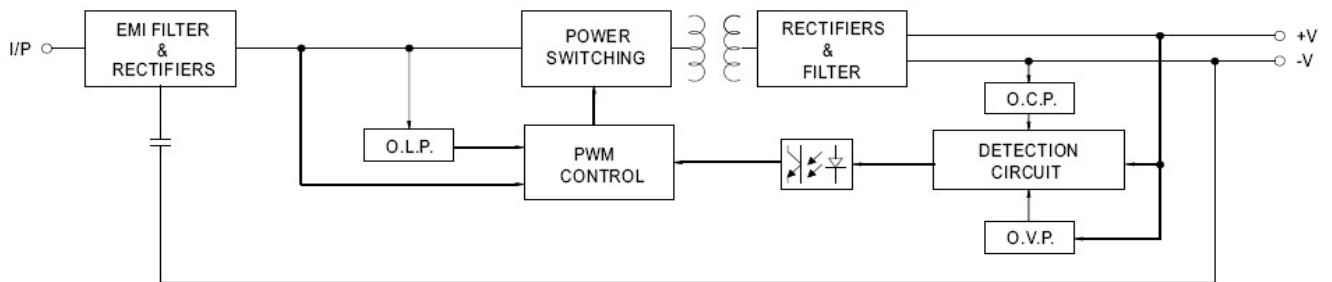 I/P
EMI FILTER
&
RECTIFIERS
POWER
SWITCHING
RECTIFIERS
&
FILTER
+V
-V
O.C.P.
O.L.P.
PWM
CONTROL
DETECTION
CIRCUIT
O.V.P.